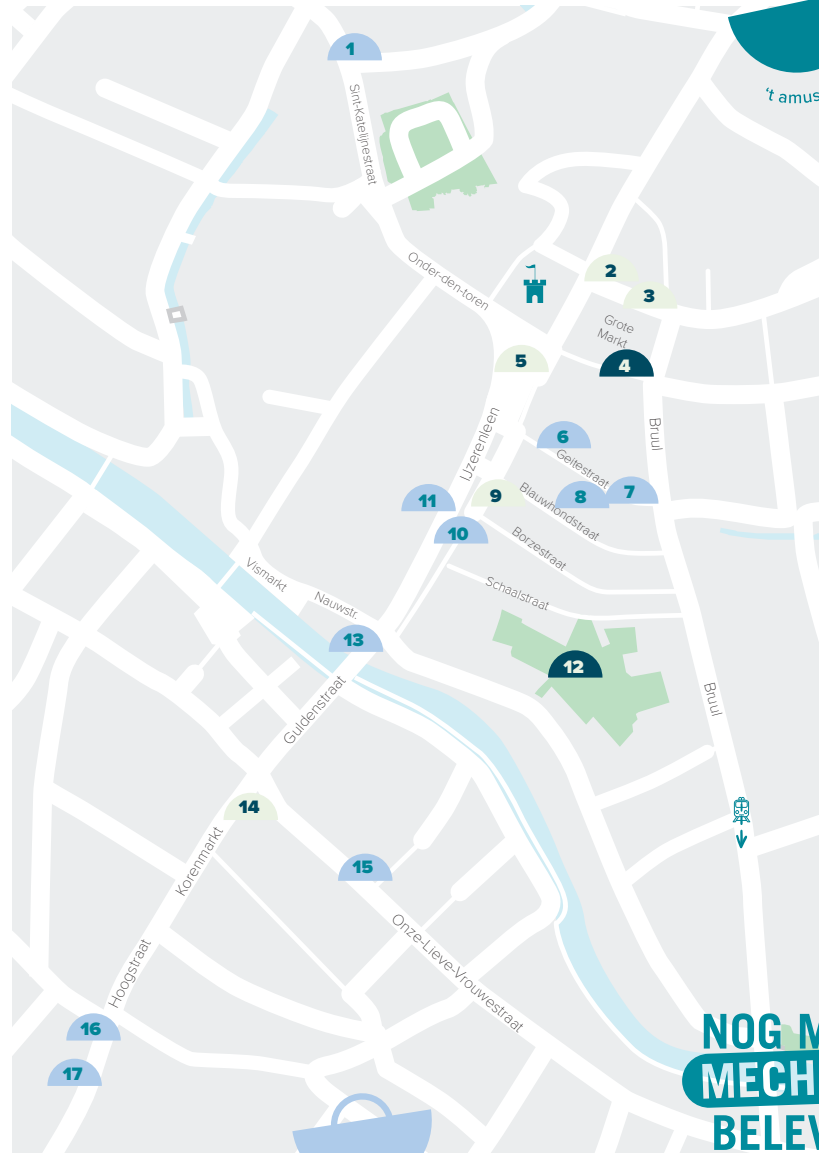 1
't amus
Sint-Katelijnestraat
Onder-den-toren
2
3
Grote
Markt
4
5
IJzerenleen
Bruul
6
Geitestraat
7
8
9
Blauwhondstraat
11
10
Borzestraat
Schaalstraat
Vismarkt
Nauwstr.
13
12
Guldenstraat
Bruul
14
Korenmarkt
15
Onze-Lieve-Vrouwestraat
Hoogstraat
16
17
NOG M
MECH
BELEV